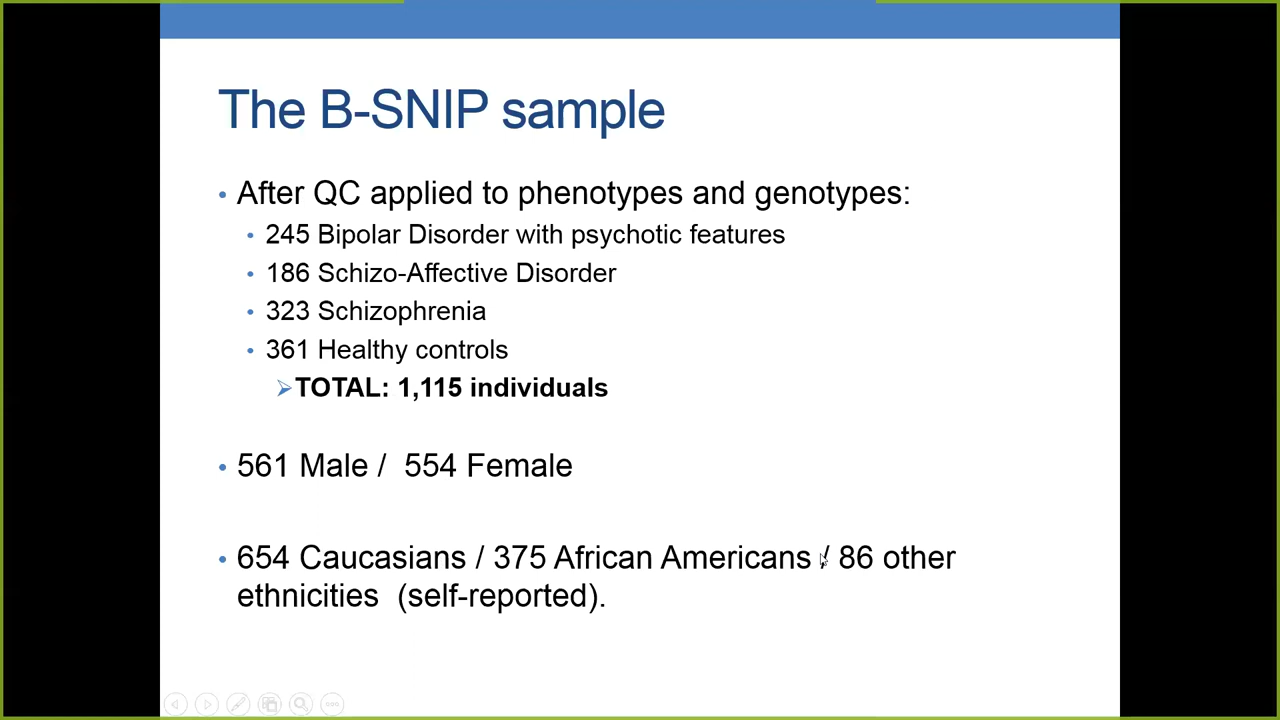 The B-SNIP sample
• After QC applied to phenotypes and genotypes:
• 245 Bipolar Disorder with psychotic features
• 186 Schizo-Affective Disorder
• 323 Schizophrenia
• 361 Healthy controls
➢TOTAL: 1,115 individuals
• 561 Male / 554 Female
• 654 Caucasians / 375 African Americans / 86 other
ethnicities (self-reported).